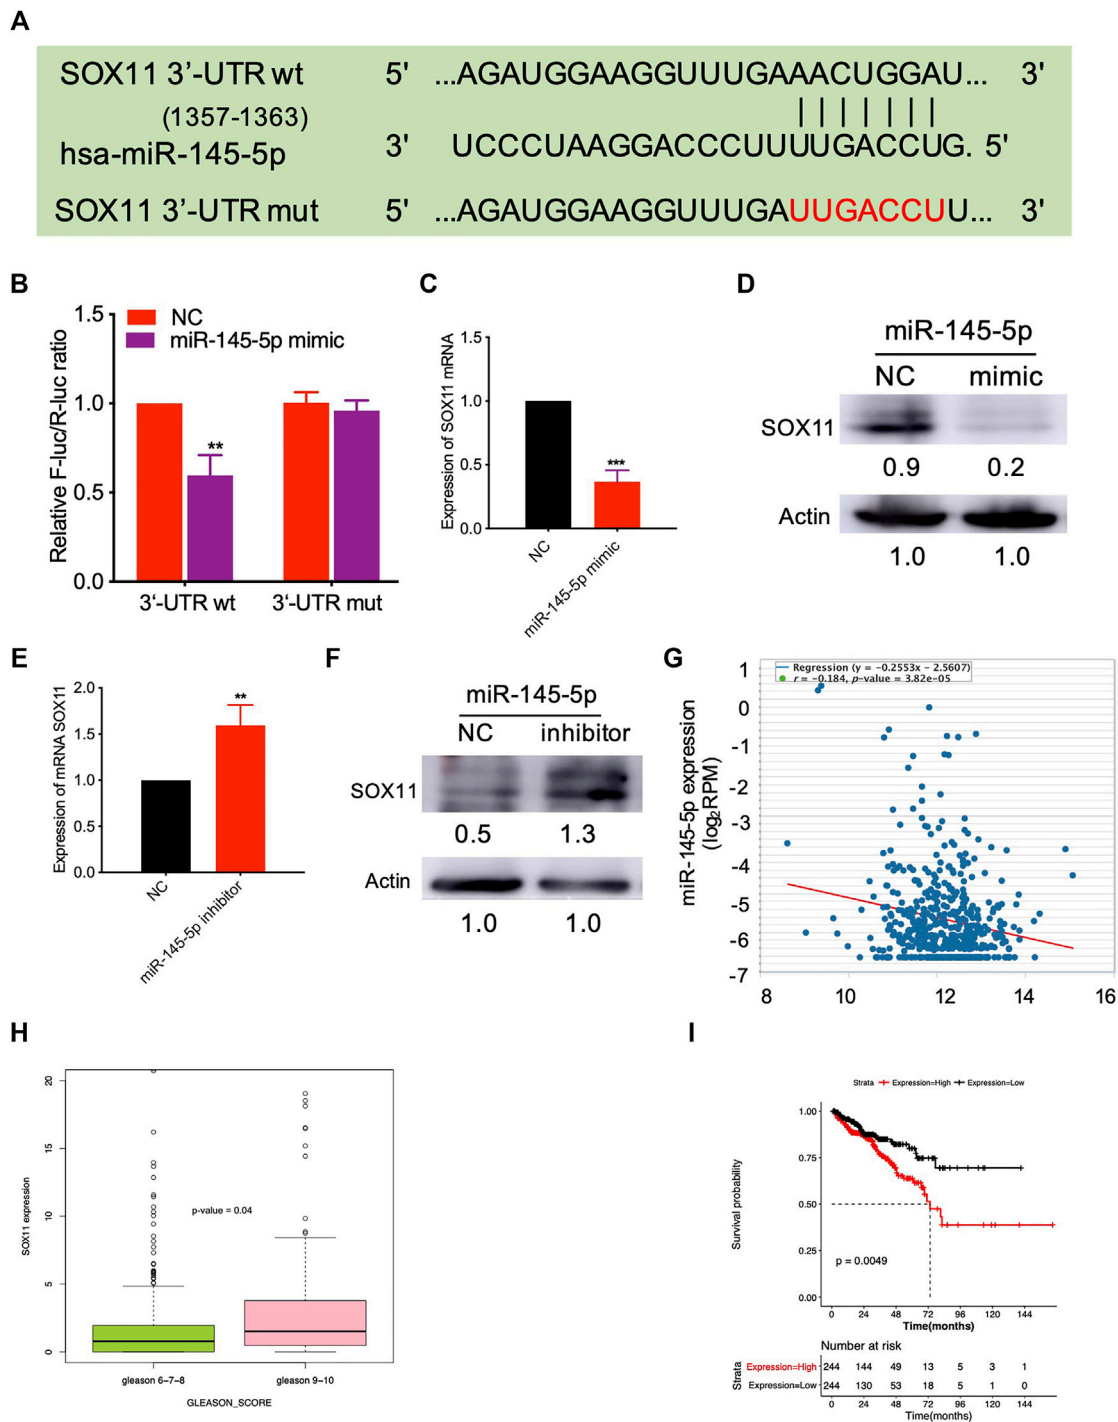 A
SOX11 3'-UTR wt 5' ...AGAUGGAAGGUUUGAAACUGGAU... 3'
(1357-1363)
hsa-miR-145-5p 3' UCCCUAAGGACCCUUUUGACCUG. 5'
SOX11 3'-UTR mut 5' ...AGAUGGAAGGUUUGAUUGACCUU... 3'
B
NC
miR-145-5p mimic
Relative F-luc/R-luc ratio
1.5
1.0
0.5
0.0
**
3'-UTR wt 3'-UTR mut
C
Expression of SOX11 mRNA
1.5
1.0
0.5
0.0
***
NC
miR-145-5p mimic
D
miR-145-5p
NC mimic
SOX11
0.9 0.2
Actin
1.0 1.0
E
Expression of mRNA SOX11
2.0
1.5
1.0
0.5
0.0
**
NC
miR-145-5p inhibitor
F
miR-145-5p
NC inhibitor
SOX11
0.5 1.3
Actin
1.0 1.0
G
Regression (y = -0.2553x - 2.5607)
r = -0.184, p-value = 3.82e-05
miR-145-5p expression
(log2RPM)
1
0
-1
-2
-3
-4
-5
-6
-7
8 10 12 14 16
H
SOX11 expression
20
15
10
5
0
p-value = 0.04
gleason 6-7-8 gleason 9-10
GLEASON_SCORE
I
Strata Expression=High Expression=Low
Survival probability
1.00
0.75
0.50
0.25
0.00
p = 0.0049
0 24 48 72 96 120 144
Time(months)
Number at risk
Strata
Expression=High 244 144 49 13 5 3 1
Expression=Low 244 130 53 18 5 1 0
0 24 48 72 96 120 144
Time(months)